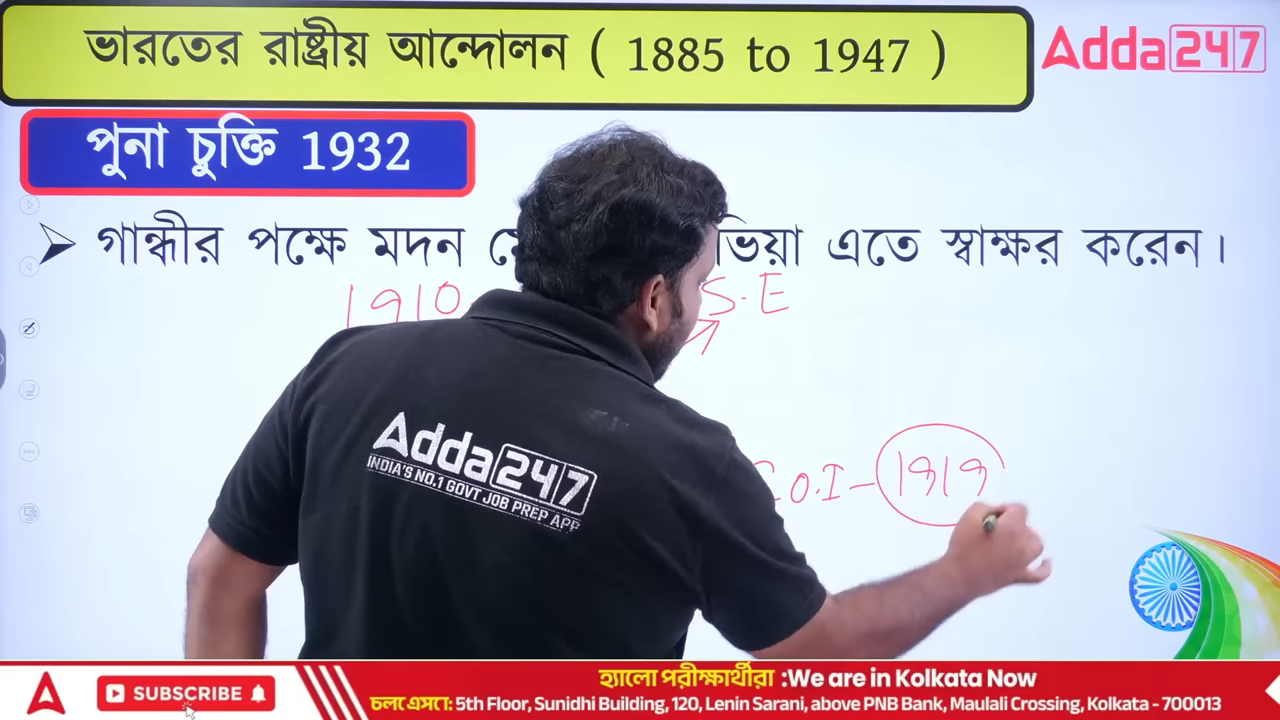 ভারতের রাষ্ট্রীয় আন্দোলন ( 1885 to 1947 )
Adda247
পুনা চুক্তি 1932
গান্ধীর পক্ষে মদন ভিয়া এতে স্বাক্ষর করেন।
1910 S.E
Adda247
INDIA'S NO.1 GOVT JOB PREP APP
O.I - 1919
SUBSCRIBE
হ্যালো পরীক্ষার্থীরা :We are in Kolkata Now
চলে এসো: 5th Floor, Sunidhi Building, 120, Lenin Sarani, above PNB Bank, Maulali Crossing, Kolkata - 700013